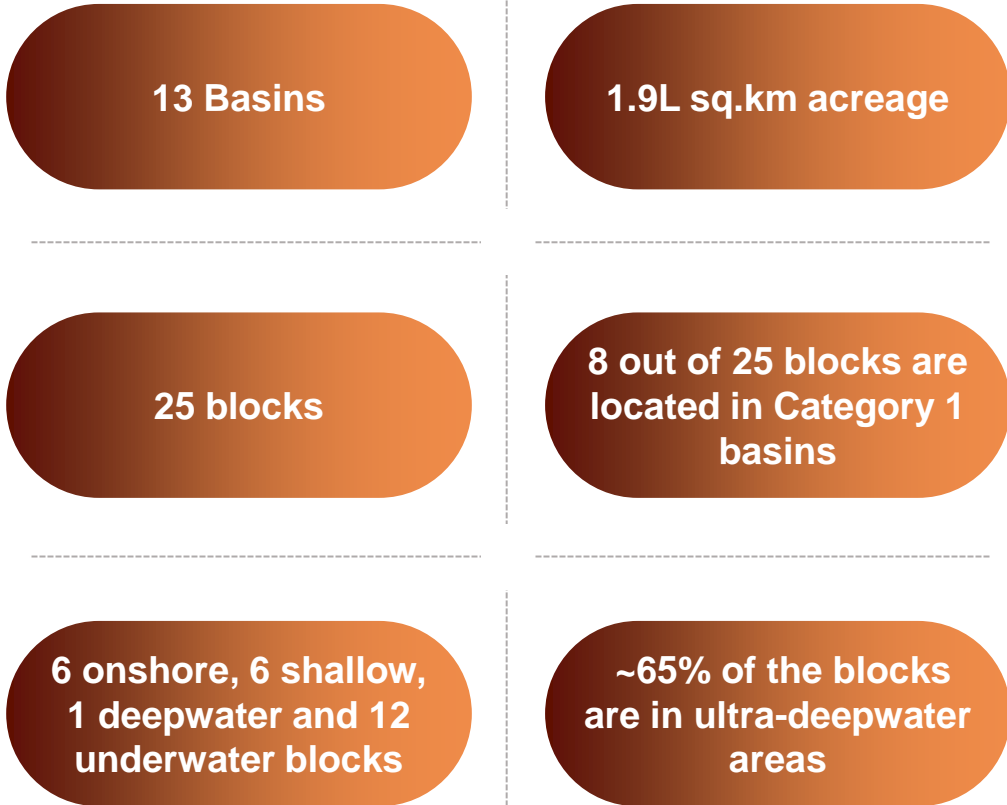 13 Basins
1.9L sq.km acreage
25 blocks
8 out of 25 blocks are
located in Category 1
basins
6 onshore, 6 shallow,
1 deepwater and 12
underwater blocks
~65% of the blocks
are in ultra-deepwater
areas